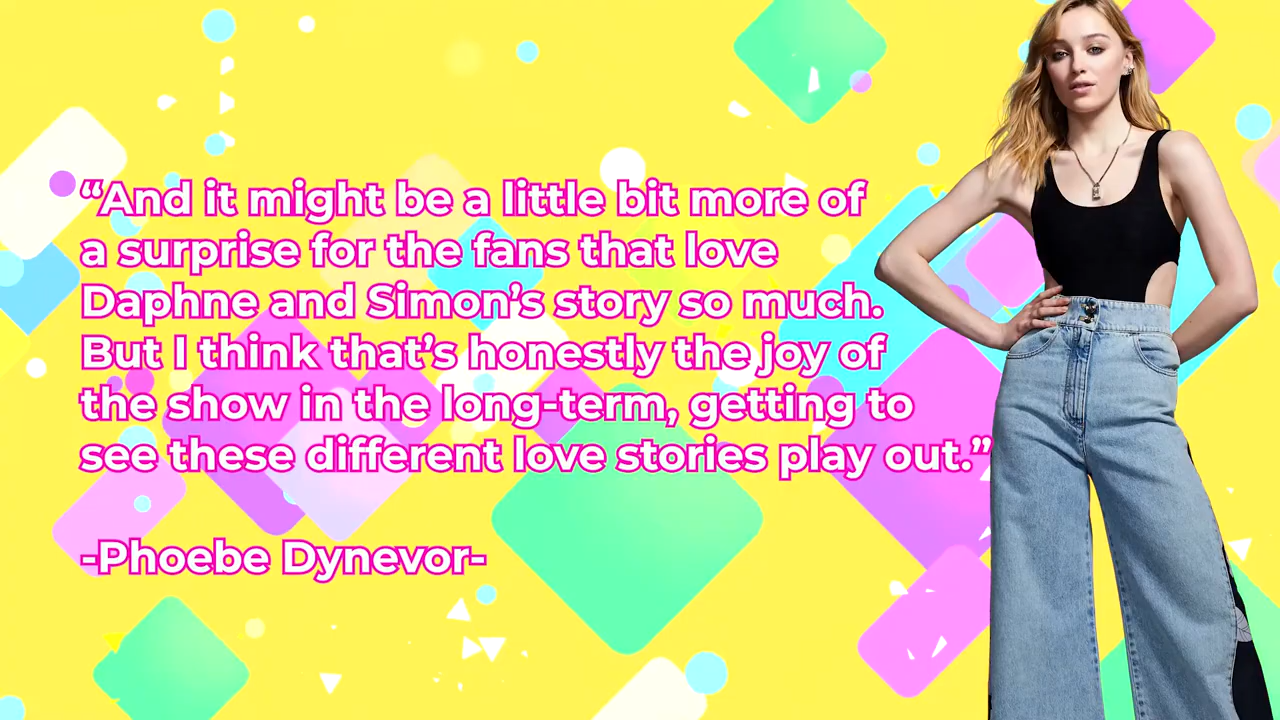 “And it might be a little bit more of
a surprise for the fans that love
Daphne and Simon’s story so much.
But I think that’s honestly the joy of
the show in the long-term, getting to
see these different love stories play out.”
-Phoebe Dynevor-